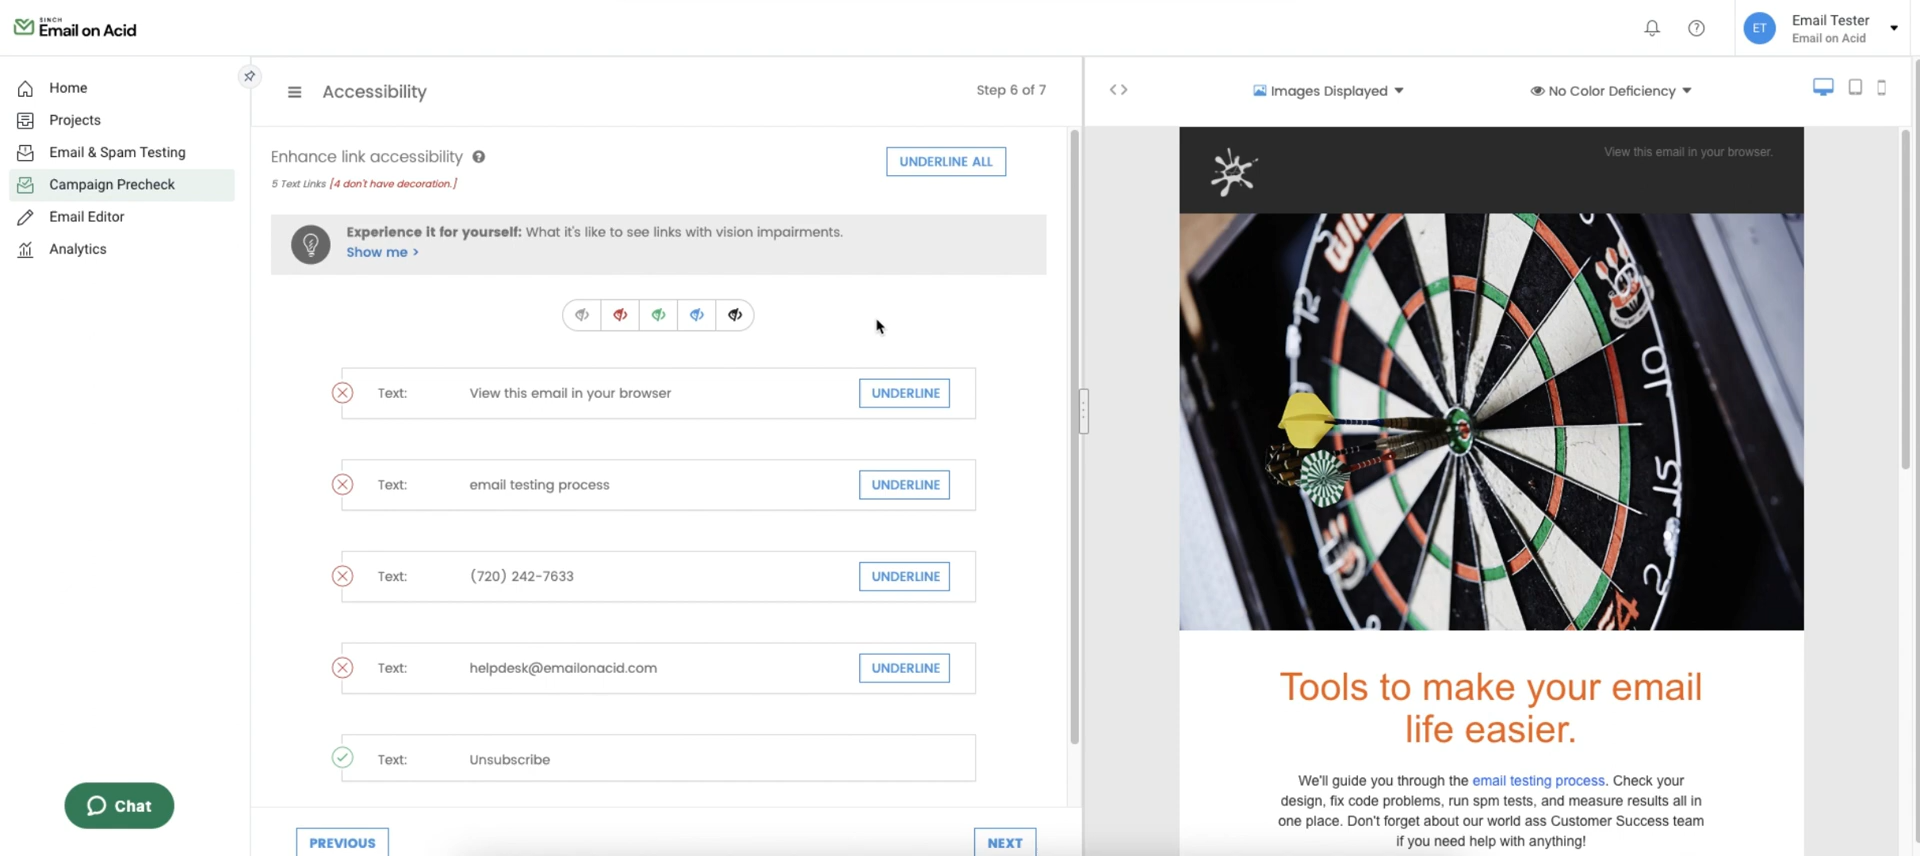 SINCH
Email on Acid
ET
Email Tester
Email on Acid
Home
Projects
Email & Spam Testing
Campaign Precheck
Email Editor
Analytics
Chat
Accessibility
Step 6 of 7
Enhance link accessibility
UNDERLINE ALL
5 Text Links [4 don't have decoration.]
Experience it for yourself: What it's like to see links with vision impairments.
Show me >
Text: View this email in your browser UNDERLINE
Text: email testing process UNDERLINE
Text: (720) 242-7633 UNDERLINE
Text: helpdesk@emailonacid.com UNDERLINE
Text: Unsubscribe
PREVIOUS
NEXT
Images Displayed
No Color Deficiency
View this email in your browser.
12
10
15
2
Tools to make your email
life easier.
We'll guide you through the email testing process. Check your
design, fix code problems, run spm tests, and measure results all in
one place. Don't forget about our world ass Customer Success team
if you need help with anything!